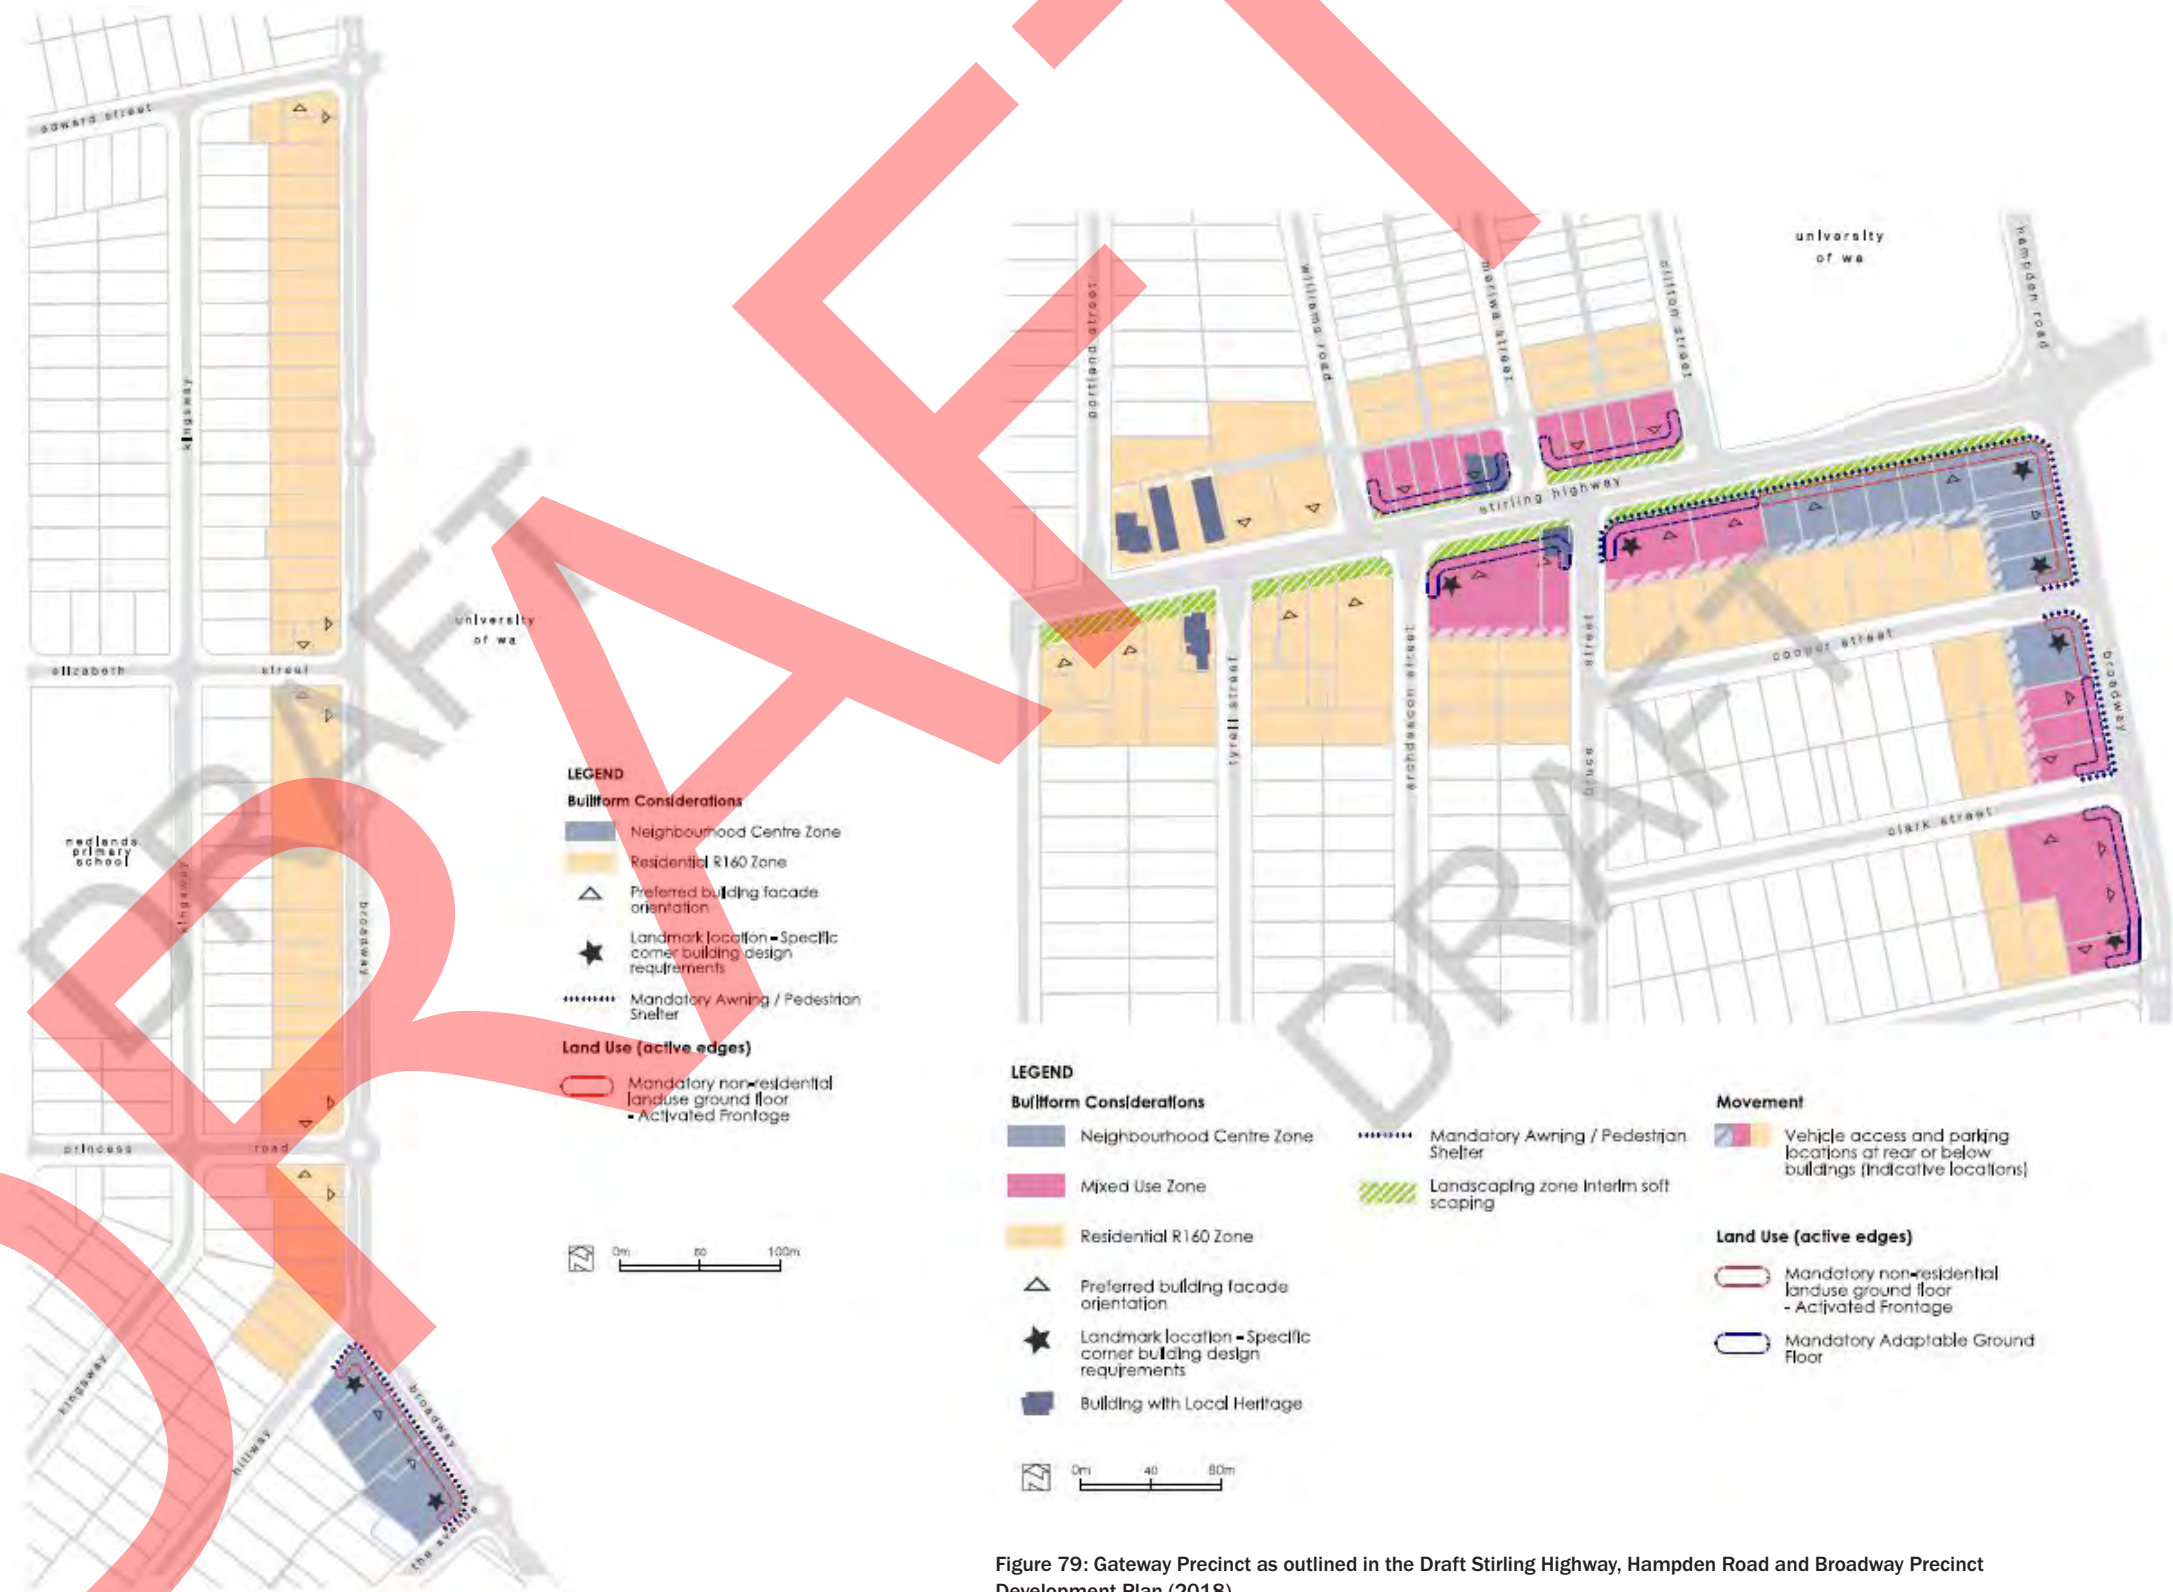 edward street
kingsway
elizabeth
street
university
of wa
nedlands
primary
school
kingsway
broadway
princess
road
kingsway
hillway
broadway
the avenue
LEGEND
Builtform Considerations
Neighbourhood Centre Zone
Residential R160 Zone
Preferred building facade
orientation
Landmark location - Specific
corner building design
requirements
Mandatory Awning / Pedestrian
Shelter
Land Use (active edges)
Mandatory non-residential
landuse ground floor
- Activated Frontage
0m 50 100m
DRAFT
DRAFT
university
of wa
hampden road
portland street
williams road
meriwa street
clifton street
stirling highway
tyrell street
archdeacon street
bruce street
cooper street
broadway
clark street
DRAFT
LEGEND
Builtform Considerations
Neighbourhood Centre Zone
Mixed Use Zone
Residential R160 Zone
Preferred building facade
orientation
Landmark location - Specific
corner building design
requirements
Building with Local Heritage
Mandatory Awning / Pedestrian
Shelter
Landscaping zone interim soft
scaping
Movement
Vehicle access and parking
locations at rear or below
buildings (indicative locations)
Land Use (active edges)
Mandatory non-residential
landuse ground floor
- Activated Frontage
Mandatory Adaptable Ground
Floor
0m 40 80m
Figure 79: Gateway Precinct as outlined in the Draft Stirling Highway, Hampden Road and Broadway Precinct
Development Plan (2018)